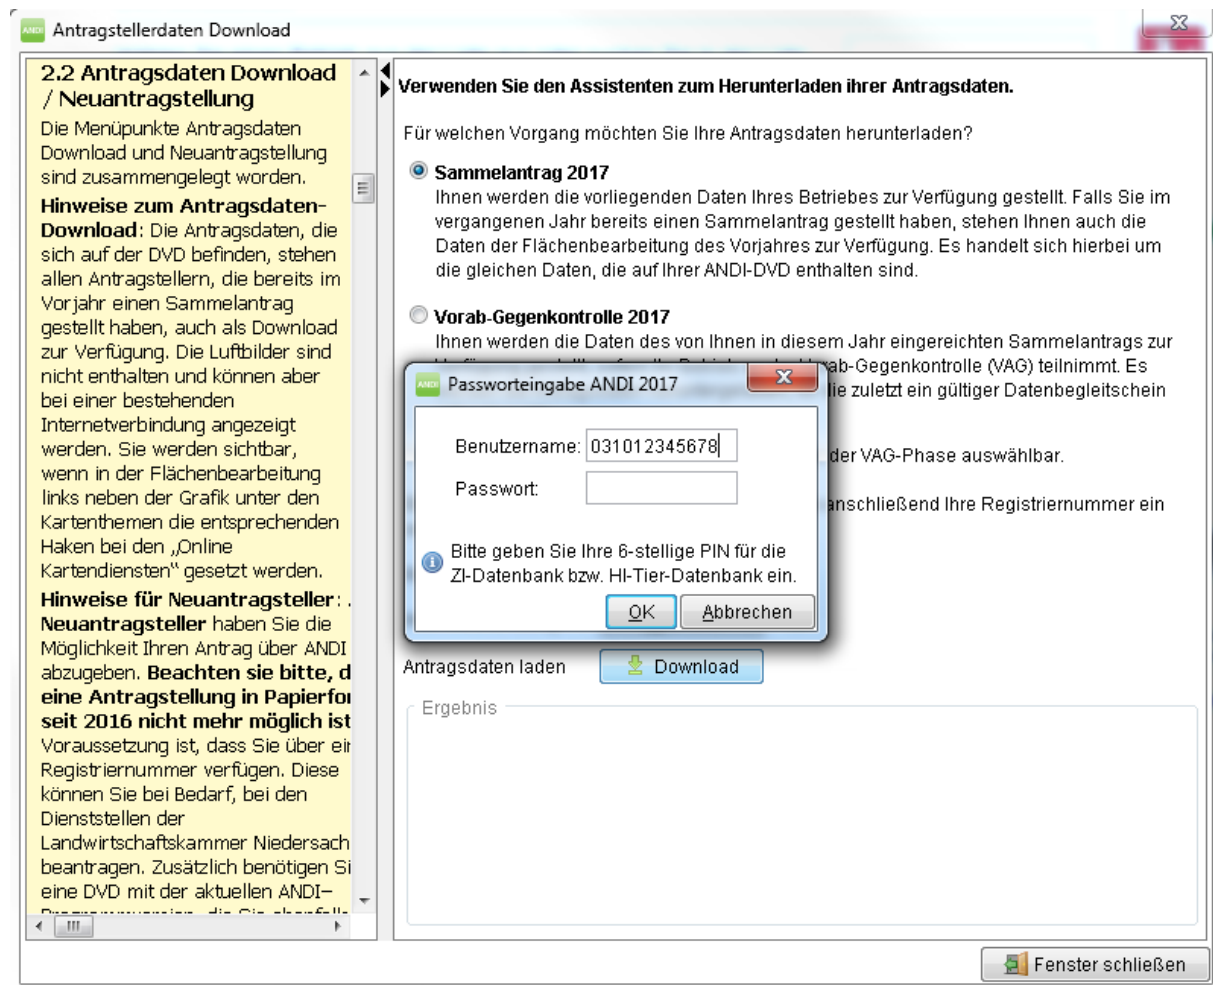 ANDI Antragstellerdaten Download
2.2 Antragsdaten Download
/ Neuantragstellung
Die Menüpunkte Antragsdaten
Download und Neuantragstellung
sind zusammengelegt worden.
Hinweise zum Antragsdaten-
Download: Die Antragsdaten, die
sich auf der DVD befinden, stehen
allen Antragstellern, die bereits im
Vorjahr einen Sammelantrag
gestellt haben, auch als Download
zur Verfügung. Die Luftbilder sind
nicht enthalten und können aber
bei einer bestehenden
Internetverbindung angezeigt
werden. Sie werden sichtbar,
wenn in der Flächenbearbeitung
links neben der Grafik unter den
Kartenthemen die entsprechenden
Haken bei den „Online
Kartendiensten" gesetzt werden.
Hinweise für Neuantragsteller: .
Neuantragsteller haben Sie die
Möglichkeit Ihren Antrag über ANDI
abzugeben. Beachten sie bitte, d
eine Antragstellung in Papierfor
seit 2016 nicht mehr möglich ist
Voraussetzung ist, dass Sie über ein
Registriernummer verfügen. Diese
können Sie bei Bedarf, bei den
Dienststellen der
Landwirtschaftskammer Niedersach
beantragen. Zusätzlich benötigen Si
eine DVD mit der aktuellen ANDI-
Verwenden Sie den Assistenten zum Herunterladen ihrer Antragsdaten.
Für welchen Vorgang möchten Sie Ihre Antragsdaten herunterladen?
Sammelantrag 2017
Ihnen werden die vorliegenden Daten Ihres Betriebes zur Verfügung gestellt. Falls Sie im
vergangenen Jahr bereits einen Sammelantrag gestellt haben, stehen Ihnen auch die
Daten der Flächenbearbeitung des Vorjahres zur Verfügung. Es handelt sich hierbei um
die gleichen Daten, die auf Ihrer ANDI-DVD enthalten sind.
Vorab-Gegenkontrolle 2017
Ihnen werden die Daten des von Ihnen in diesem Jahr eingereichten Sammelantrags zur
ab-Gegenkontrolle (VAG) teilnimmt. Es
die zuletzt ein gültiger Datenbegleitschein
der VAG-Phase auswählbar.
anschließend Ihre Registriernummer ein
ANDI Passworteingabe ANDI 2017
Benutzername: 031012345678
Passwort:
Bitte geben Sie Ihre 6-stellige PIN für die
ZI-Datenbank bzw. HI-Tier-Datenbank ein.
OK Abbrechen
Antragsdaten laden Download
Ergebnis
Fenster schließen